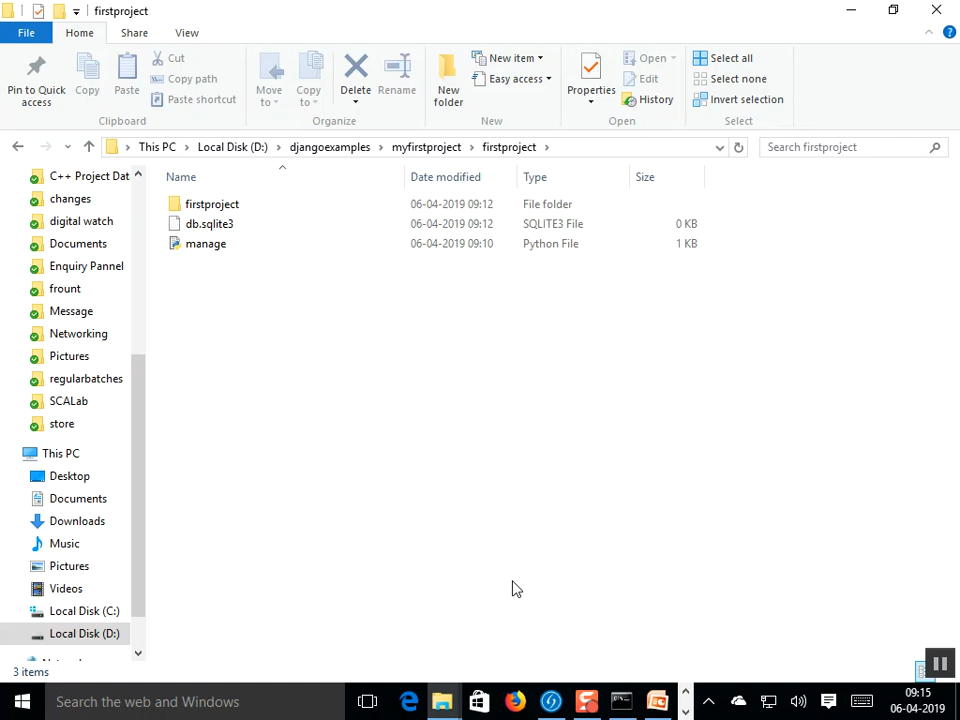 firstproject
File Home Share View
Pin to Quick access
Copy
Paste
Cut
Copy path
Paste shortcut
Clipboard
Move to
Copy to
Delete
Rename
Organize
New folder
New item
Easy access
New
Properties
Open
Edit
History
Open
Select all
Select none
Invert selection
Select
This PC › Local Disk (D:) › djangoexamples › myfirstproject › firstproject ›
Search firstproject
Name Date modified Type Size
firstproject 06-04-2019 09:12 File folder
db.sqlite3 06-04-2019 09:12 SQLITE3 File 0 KB
manage 06-04-2019 09:10 Python File 1 KB
C++ Project Dat
changes
digital watch
Documents
Enquiry Pannel
frount
Message
Networking
Pictures
regularbatches
SCALab
store
This PC
Desktop
Documents
Downloads
Music
Pictures
Videos
Local Disk (C:)
Local Disk (D:)
3 items
Search the web and Windows
09:15
06-04-2019